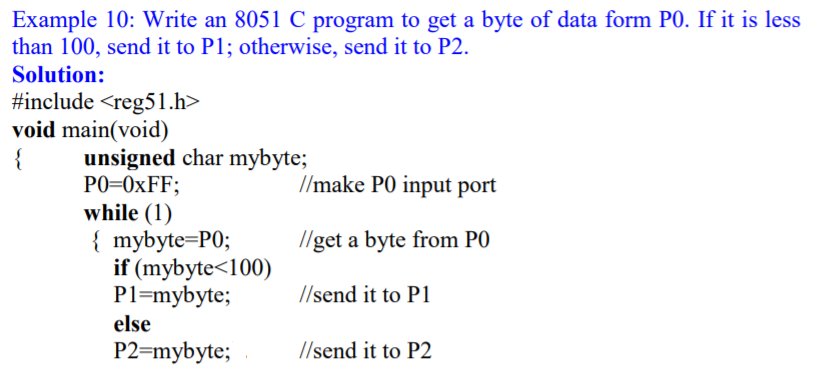 Example 10: Write an 8051 C program to get a byte of data form P0. If it is less
than 100, send it to P1; otherwise, send it to P2.
Solution:
#include <reg51.h>
void main(void)
{ unsigned char mybyte;
P0=0xFF; //make P0 input port
while (1)
{ mybyte=P0; //get a byte from P0
if (mybyte<100)
P1=mybyte; //send it to P1
else
P2=mybyte; //send it to P2